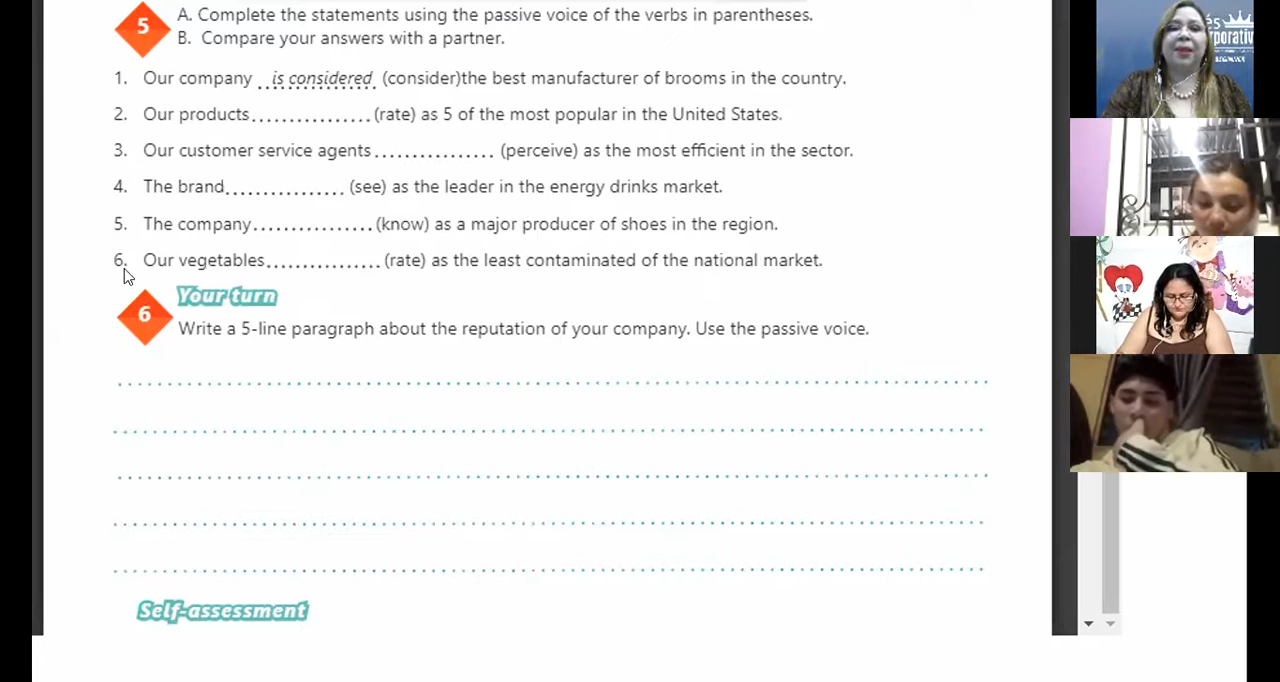 5
A. Complete the statements using the passive voice of the verbs in parentheses.
B. Compare your answers with a partner.
1. Our company ..is considered. (consider)the best manufacturer of brooms in the country.
2. Our products................(rate) as 5 of the most popular in the United States.
3. Our customer service agents................ (perceive) as the most efficient in the sector.
4. The brand................ (see) as the leader in the energy drinks market.
5. The company................(know) as a major producer of shoes in the region.
6. Our vegetables................(rate) as the least contaminated of the national market.
Your turn
6
Write a 5-line paragraph about the reputation of your company. Use the passive voice.
Self-assessment